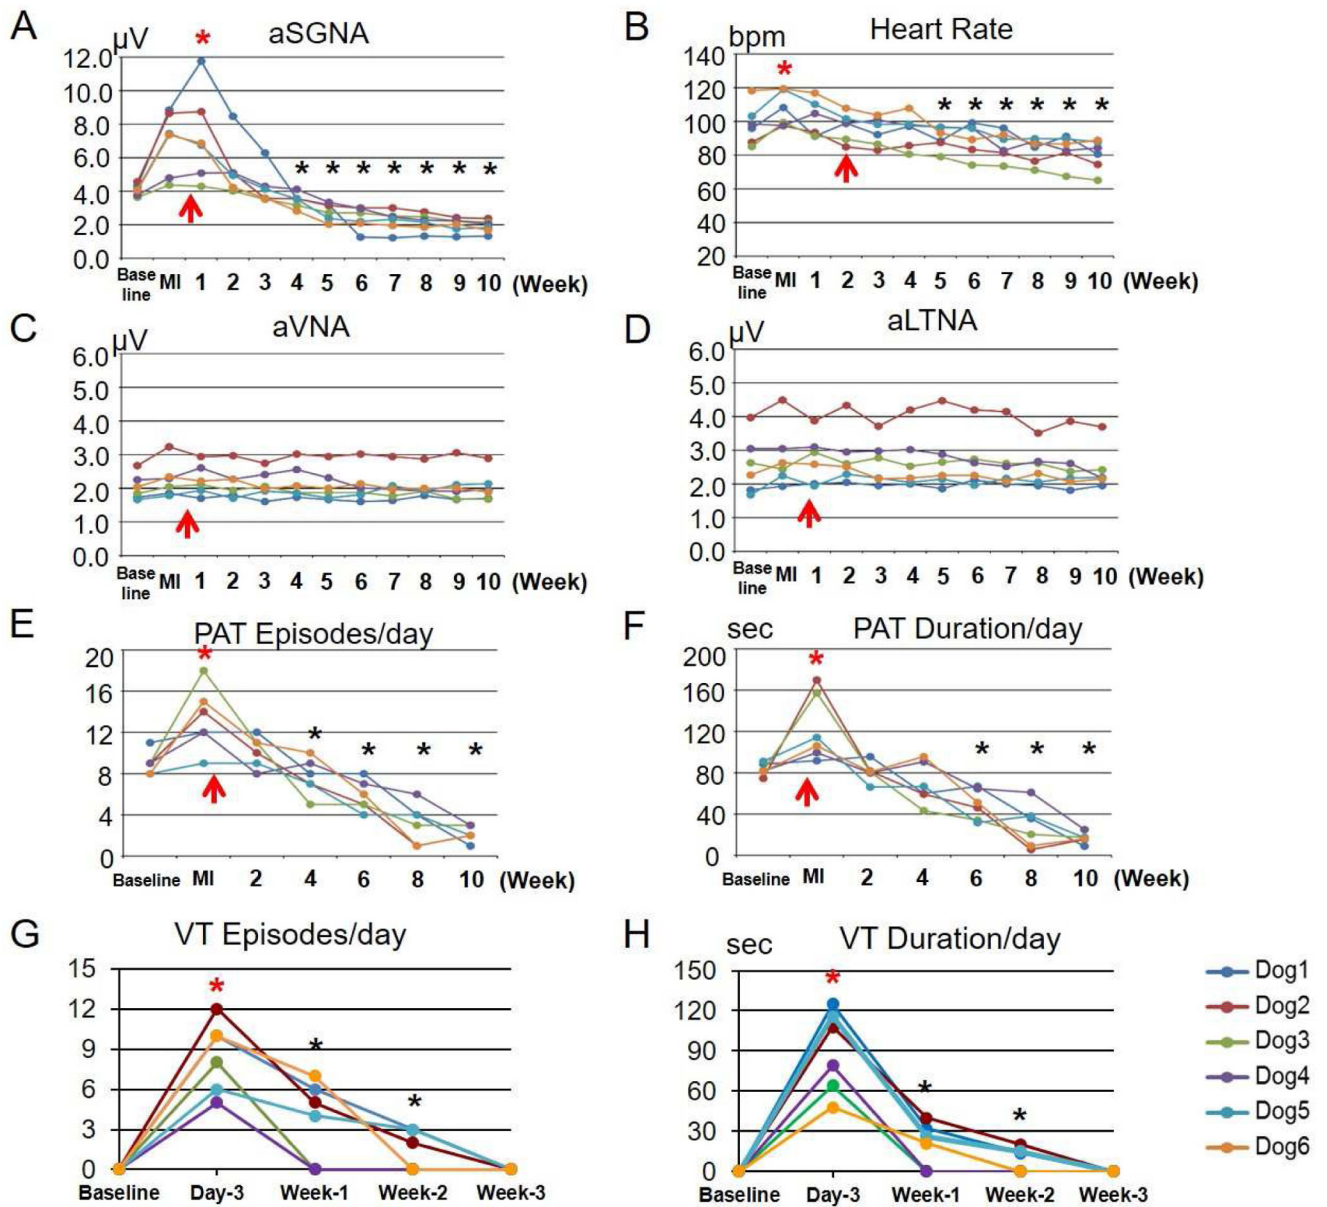 A
µV
*
aSGNA
12.0
10.0
8.0
6.0
4.0
2.0
0.0
* * * * * * *
Base line MI 1 2 3 4 5 6 7 8 9 10 (Week)
B
bpm
*
Heart Rate
140
120
100
80
60
40
20
* * * * * *
Base line MI 1 2 3 4 5 6 7 8 9 10 (Week)
C
µV
aVNA
6.0
5.0
4.0
3.0
2.0
1.0
0.0
Base line MI 1 2 3 4 5 6 7 8 9 10 (Week)
D
µV
aLTNA
6.0
5.0
4.0
3.0
2.0
1.0
0.0
Base line MI 1 2 3 4 5 6 7 8 9 10 (Week)
E
PAT Episodes/day
*
20
16
12
8
4
0
* * * *
Baseline MI 2 4 6 8 10 (Week)
F
sec
PAT Duration/day
*
200
160
120
80
40
0
* * *
Baseline MI 2 4 6 8 10 (Week)
G
VT Episodes/day
*
15
12
9
6
3
0
* *
Baseline Day-3 Week-1 Week-2 Week-3
H
sec
VT Duration/day
*
150
120
90
60
30
0
* *
Baseline Day-3 Week-1 Week-2 Week-3
Dog1
Dog2
Dog3
Dog4
Dog5
Dog6